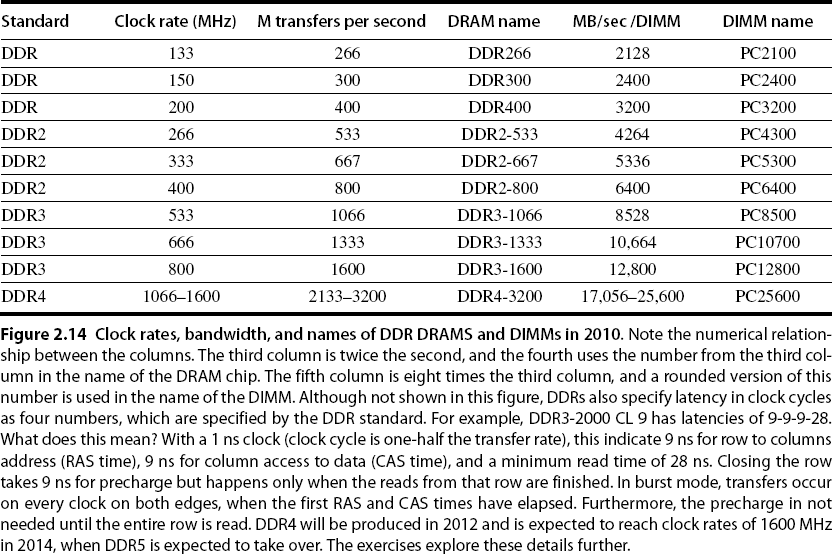 Standard Clock rate (MHz) M transfers per second DRAM name MB/sec /DIMM DIMM name
DDR 133 266 DDR266 2128 PC2100
DDR 150 300 DDR300 2400 PC2400
DDR 200 400 DDR400 3200 PC3200
DDR2 266 533 DDR2-533 4264 PC4300
DDR2 333 667 DDR2-667 5336 PC5300
DDR2 400 800 DDR2-800 6400 PC6400
DDR3 533 1066 DDR3-1066 8528 PC8500
DDR3 666 1333 DDR3-1333 10,664 PC10700
DDR3 800 1600 DDR3-1600 12,800 PC12800
DDR4 1066–1600 2133–3200 DDR4-3200 17,056–25,600 PC25600
Figure 2.14 Clock rates, bandwidth, and names of DDR DRAMS and DIMMs in 2010. Note the numerical relation-
ship between the columns. The third column is twice the second, and the fourth uses the number from the third col-
umn in the name of the DRAM chip. The fifth column is eight times the third column, and a rounded version of this
number is used in the name of the DIMM. Although not shown in this figure, DDRs also specify latency in clock cycles
as four numbers, which are specified by the DDR standard. For example, DDR3-2000 CL 9 has latencies of 9-9-9-28.
What does this mean? With a 1 ns clock (clock cycle is one-half the transfer rate), this indicate 9 ns for row to columns
address (RAS time), 9 ns for column access to data (CAS time), and a minimum read time of 28 ns. Closing the row
takes 9 ns for precharge but happens only when the reads from that row are finished. In burst mode, transfers occur
on every clock on both edges, when the first RAS and CAS times have elapsed. Furthermore, the precharge in not
needed until the entire row is read. DDR4 will be produced in 2012 and is expected to reach clock rates of 1600 MHz
in 2014, when DDR5 is expected to take over. The exercises explore these details further.